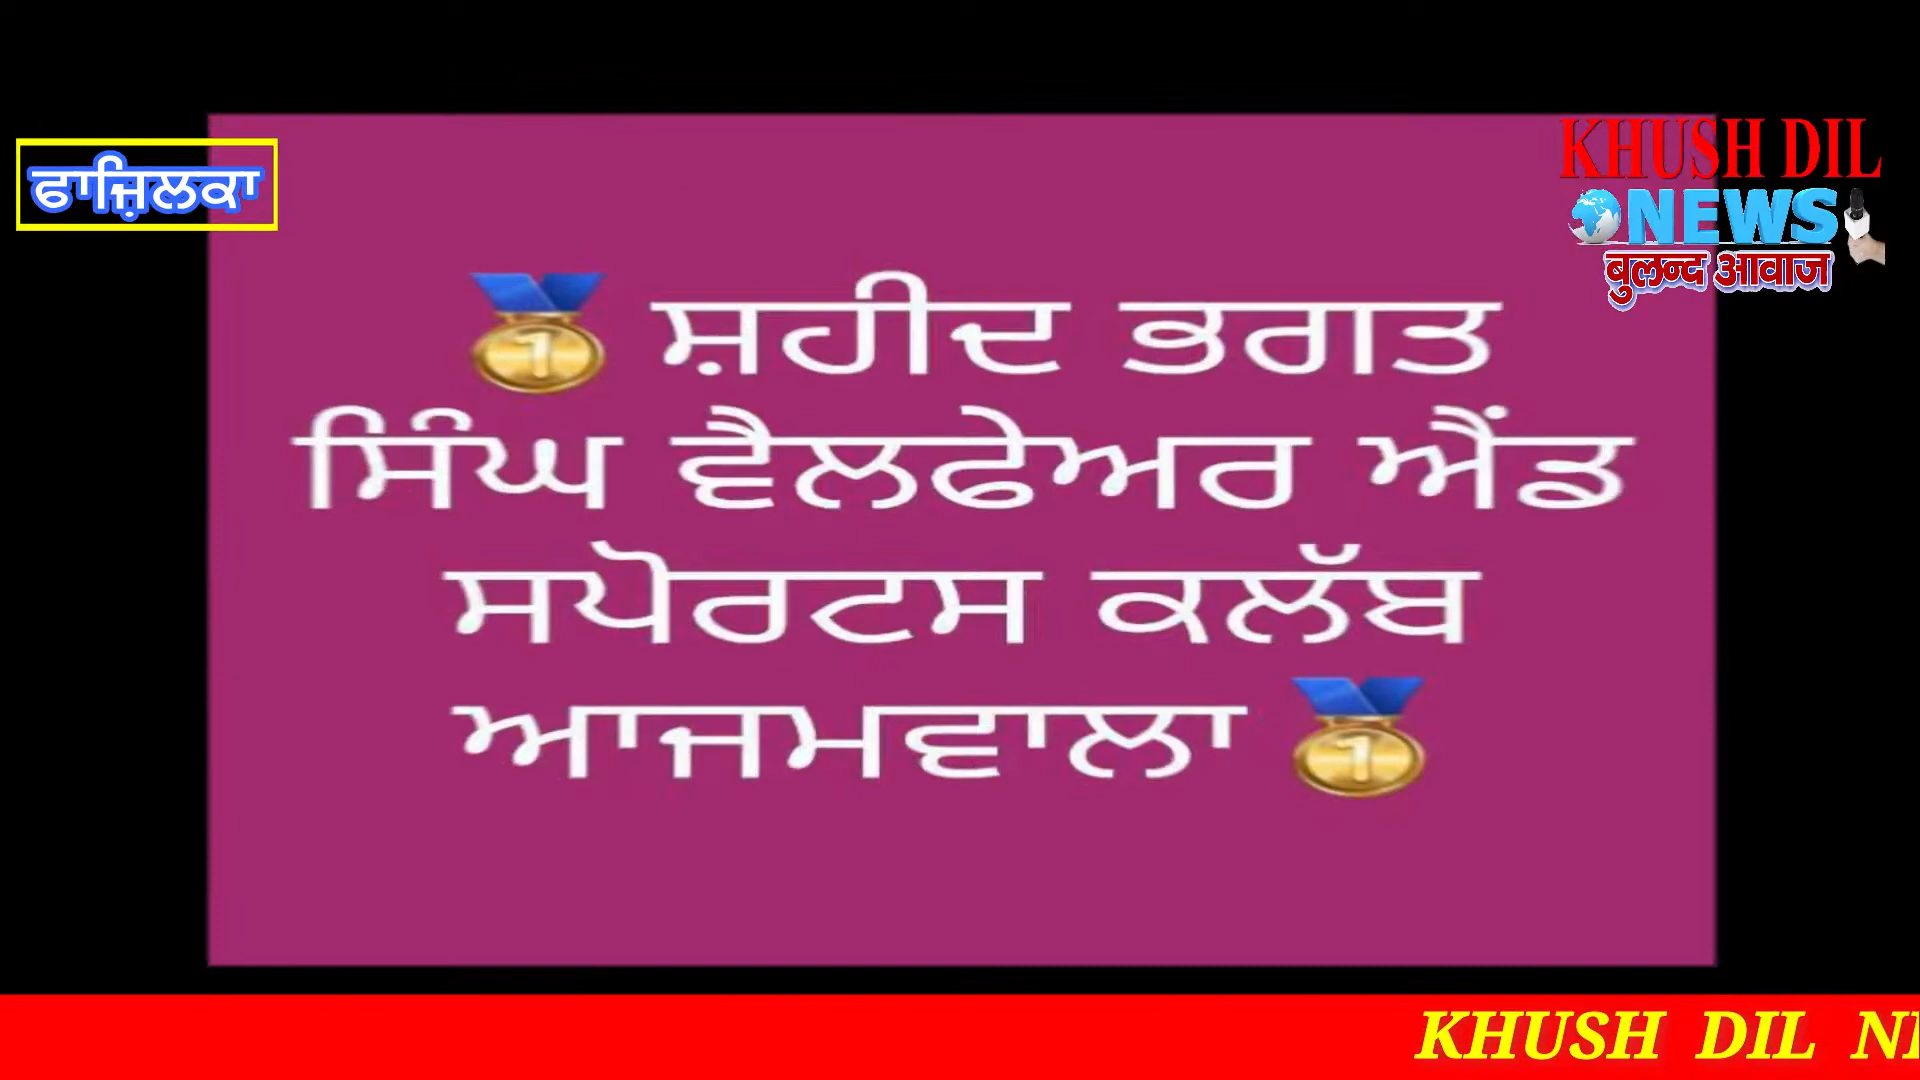 ਫਾਜ਼ਿਲਕਾ
KHUSH DIL
NEWS
बुलन्द आवाज
🥇 ਸ਼ਹੀਦ ਭਗਤ
ਸਿੰਘ ਵੈਲਫੇਅਰ ਐਂਡ
ਸਪੋਰਟਸ ਕਲੱਬ
ਆਜਮਵਾਲਾ 🥇
KHUSH DIL